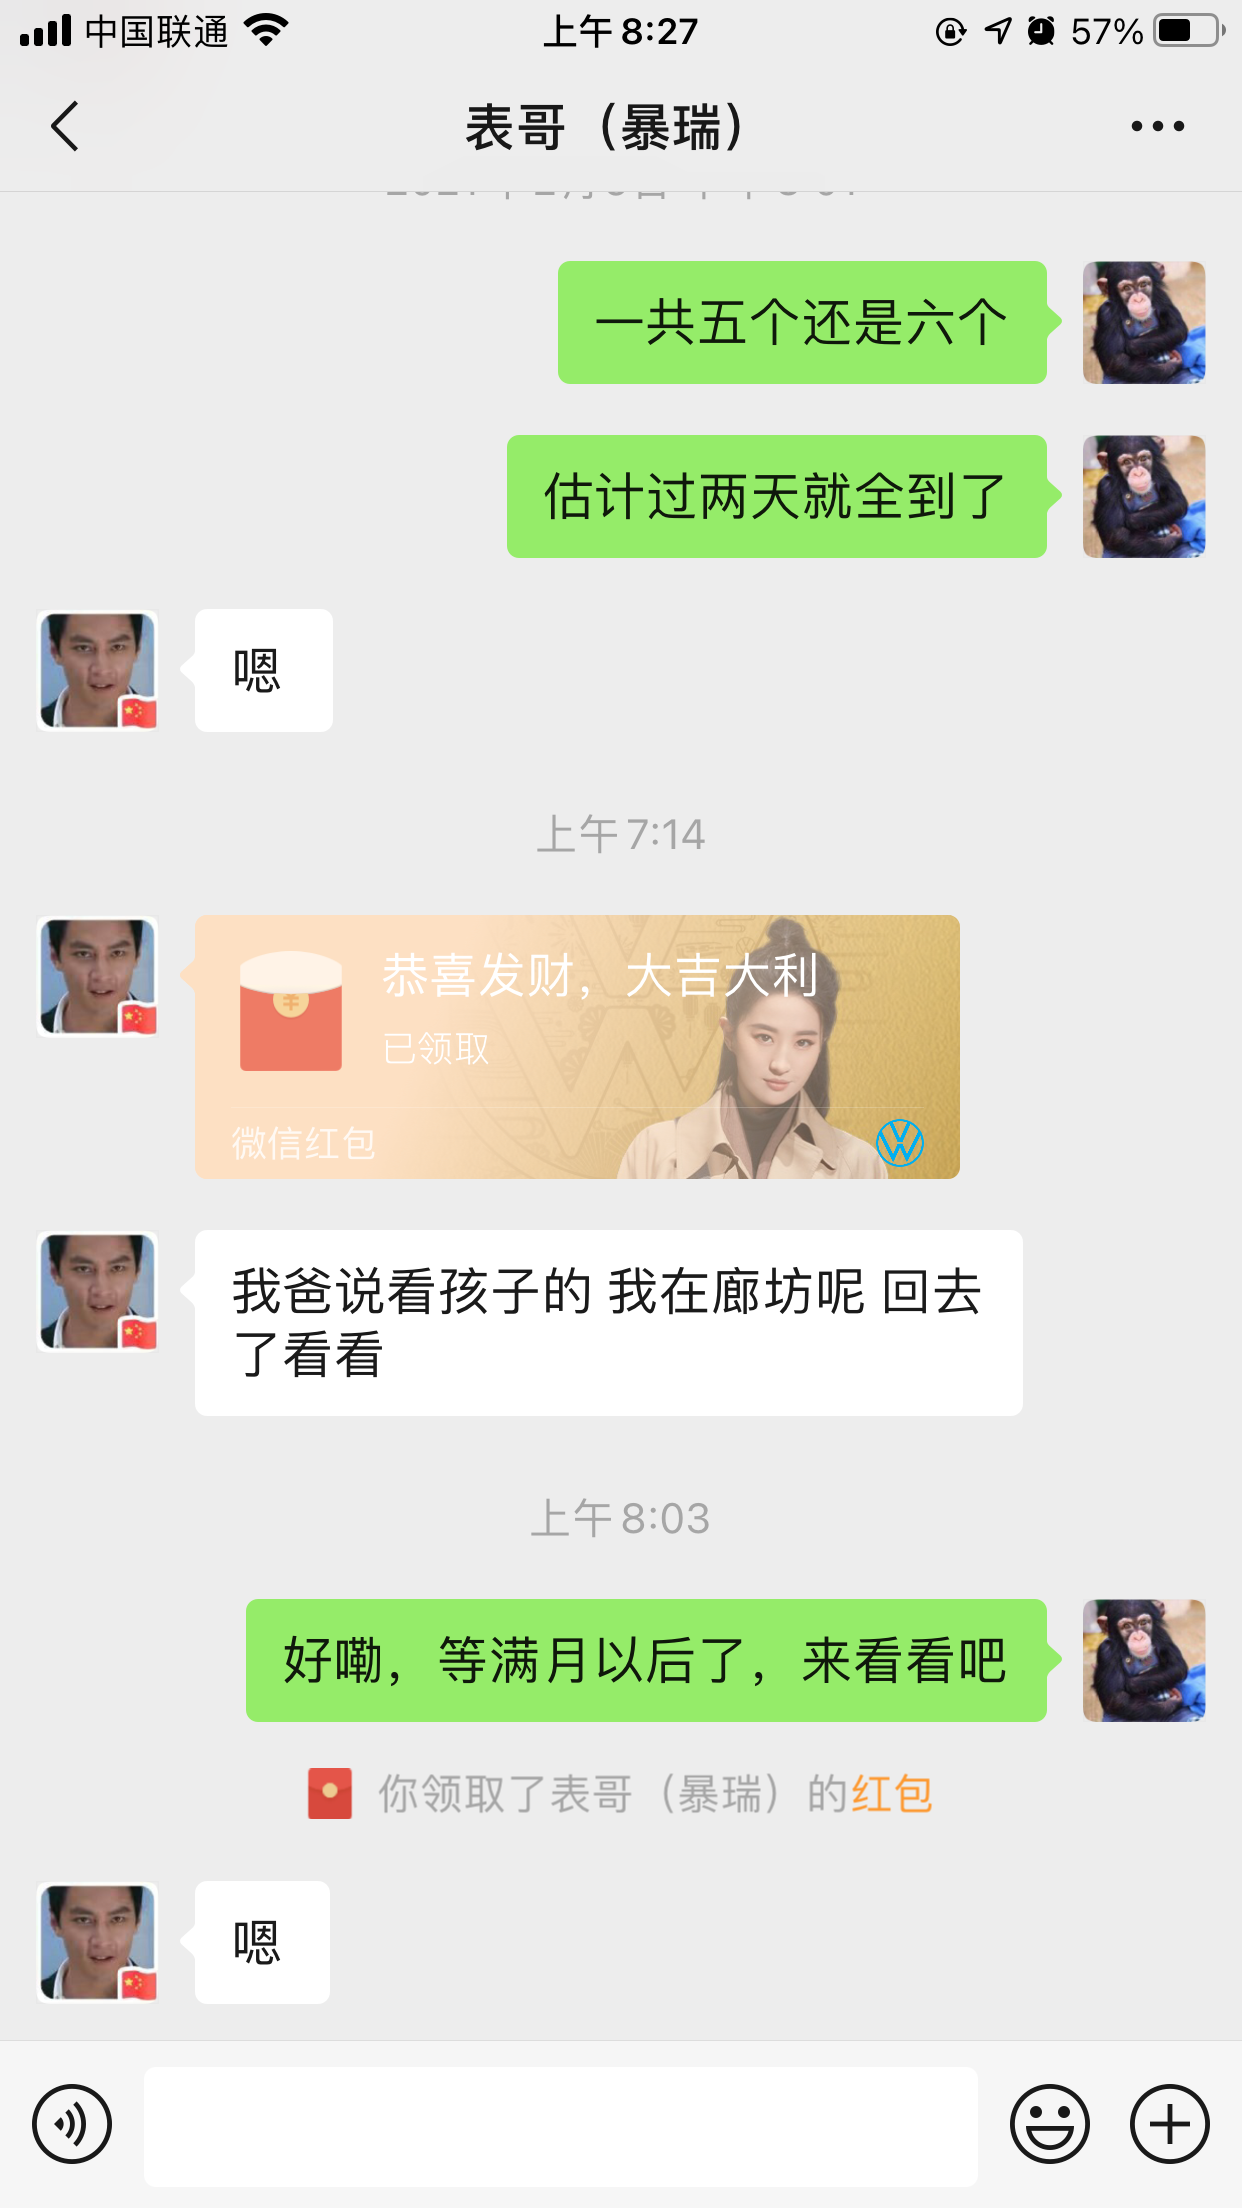 中国联通
上午 8:27
57%
表哥（暴瑞）
一共五个还是六个
估计过两天就全到了
嗯
上午 7:14
恭喜发财，大吉大利
已领取
微信红包
我爸说看孩子的 我在廊坊呢 回去
了看看
上午 8:03
好嘞，等满月以后了，来看看吧
你领取了表哥（暴瑞）的红包
嗯